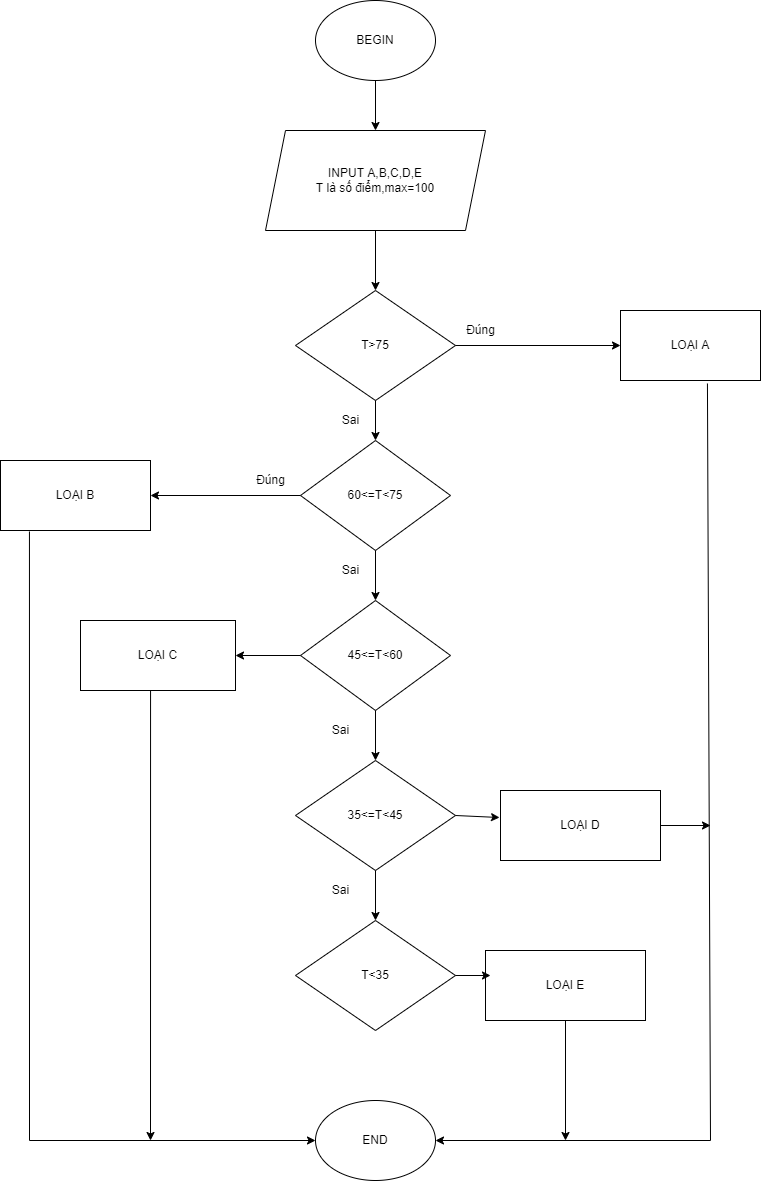 BEGIN
INPUT A,B,C,D,E
T là số điểm,max=100
T>75
Đúng
LOẠI A
Sai
60<=T<75
Đúng
LOẠI B
Sai
45<=T<60
LOẠI C
Sai
35<=T<45
LOẠI D
Sai
T<35
LOẠI E
END